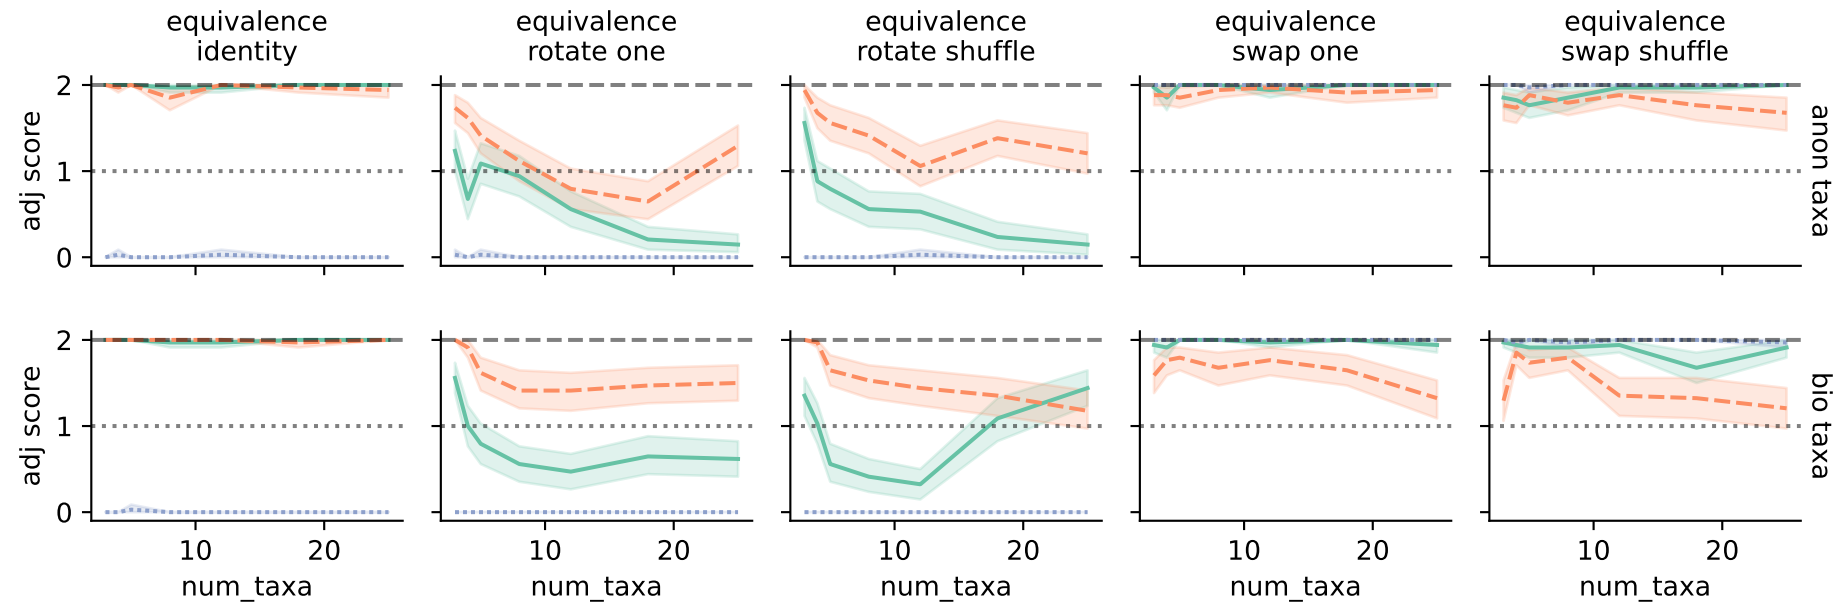 equivalence
identity
equivalence
rotate one
equivalence
rotate shuffle
equivalence
swap one
equivalence
swap shuffle
adj score
2
1
0
anon taxa
adj score
2
1
0
bio taxa
10 20
10 20
10 20
10 20
10 20
num_taxa
num_taxa
num_taxa
num_taxa
num_taxa